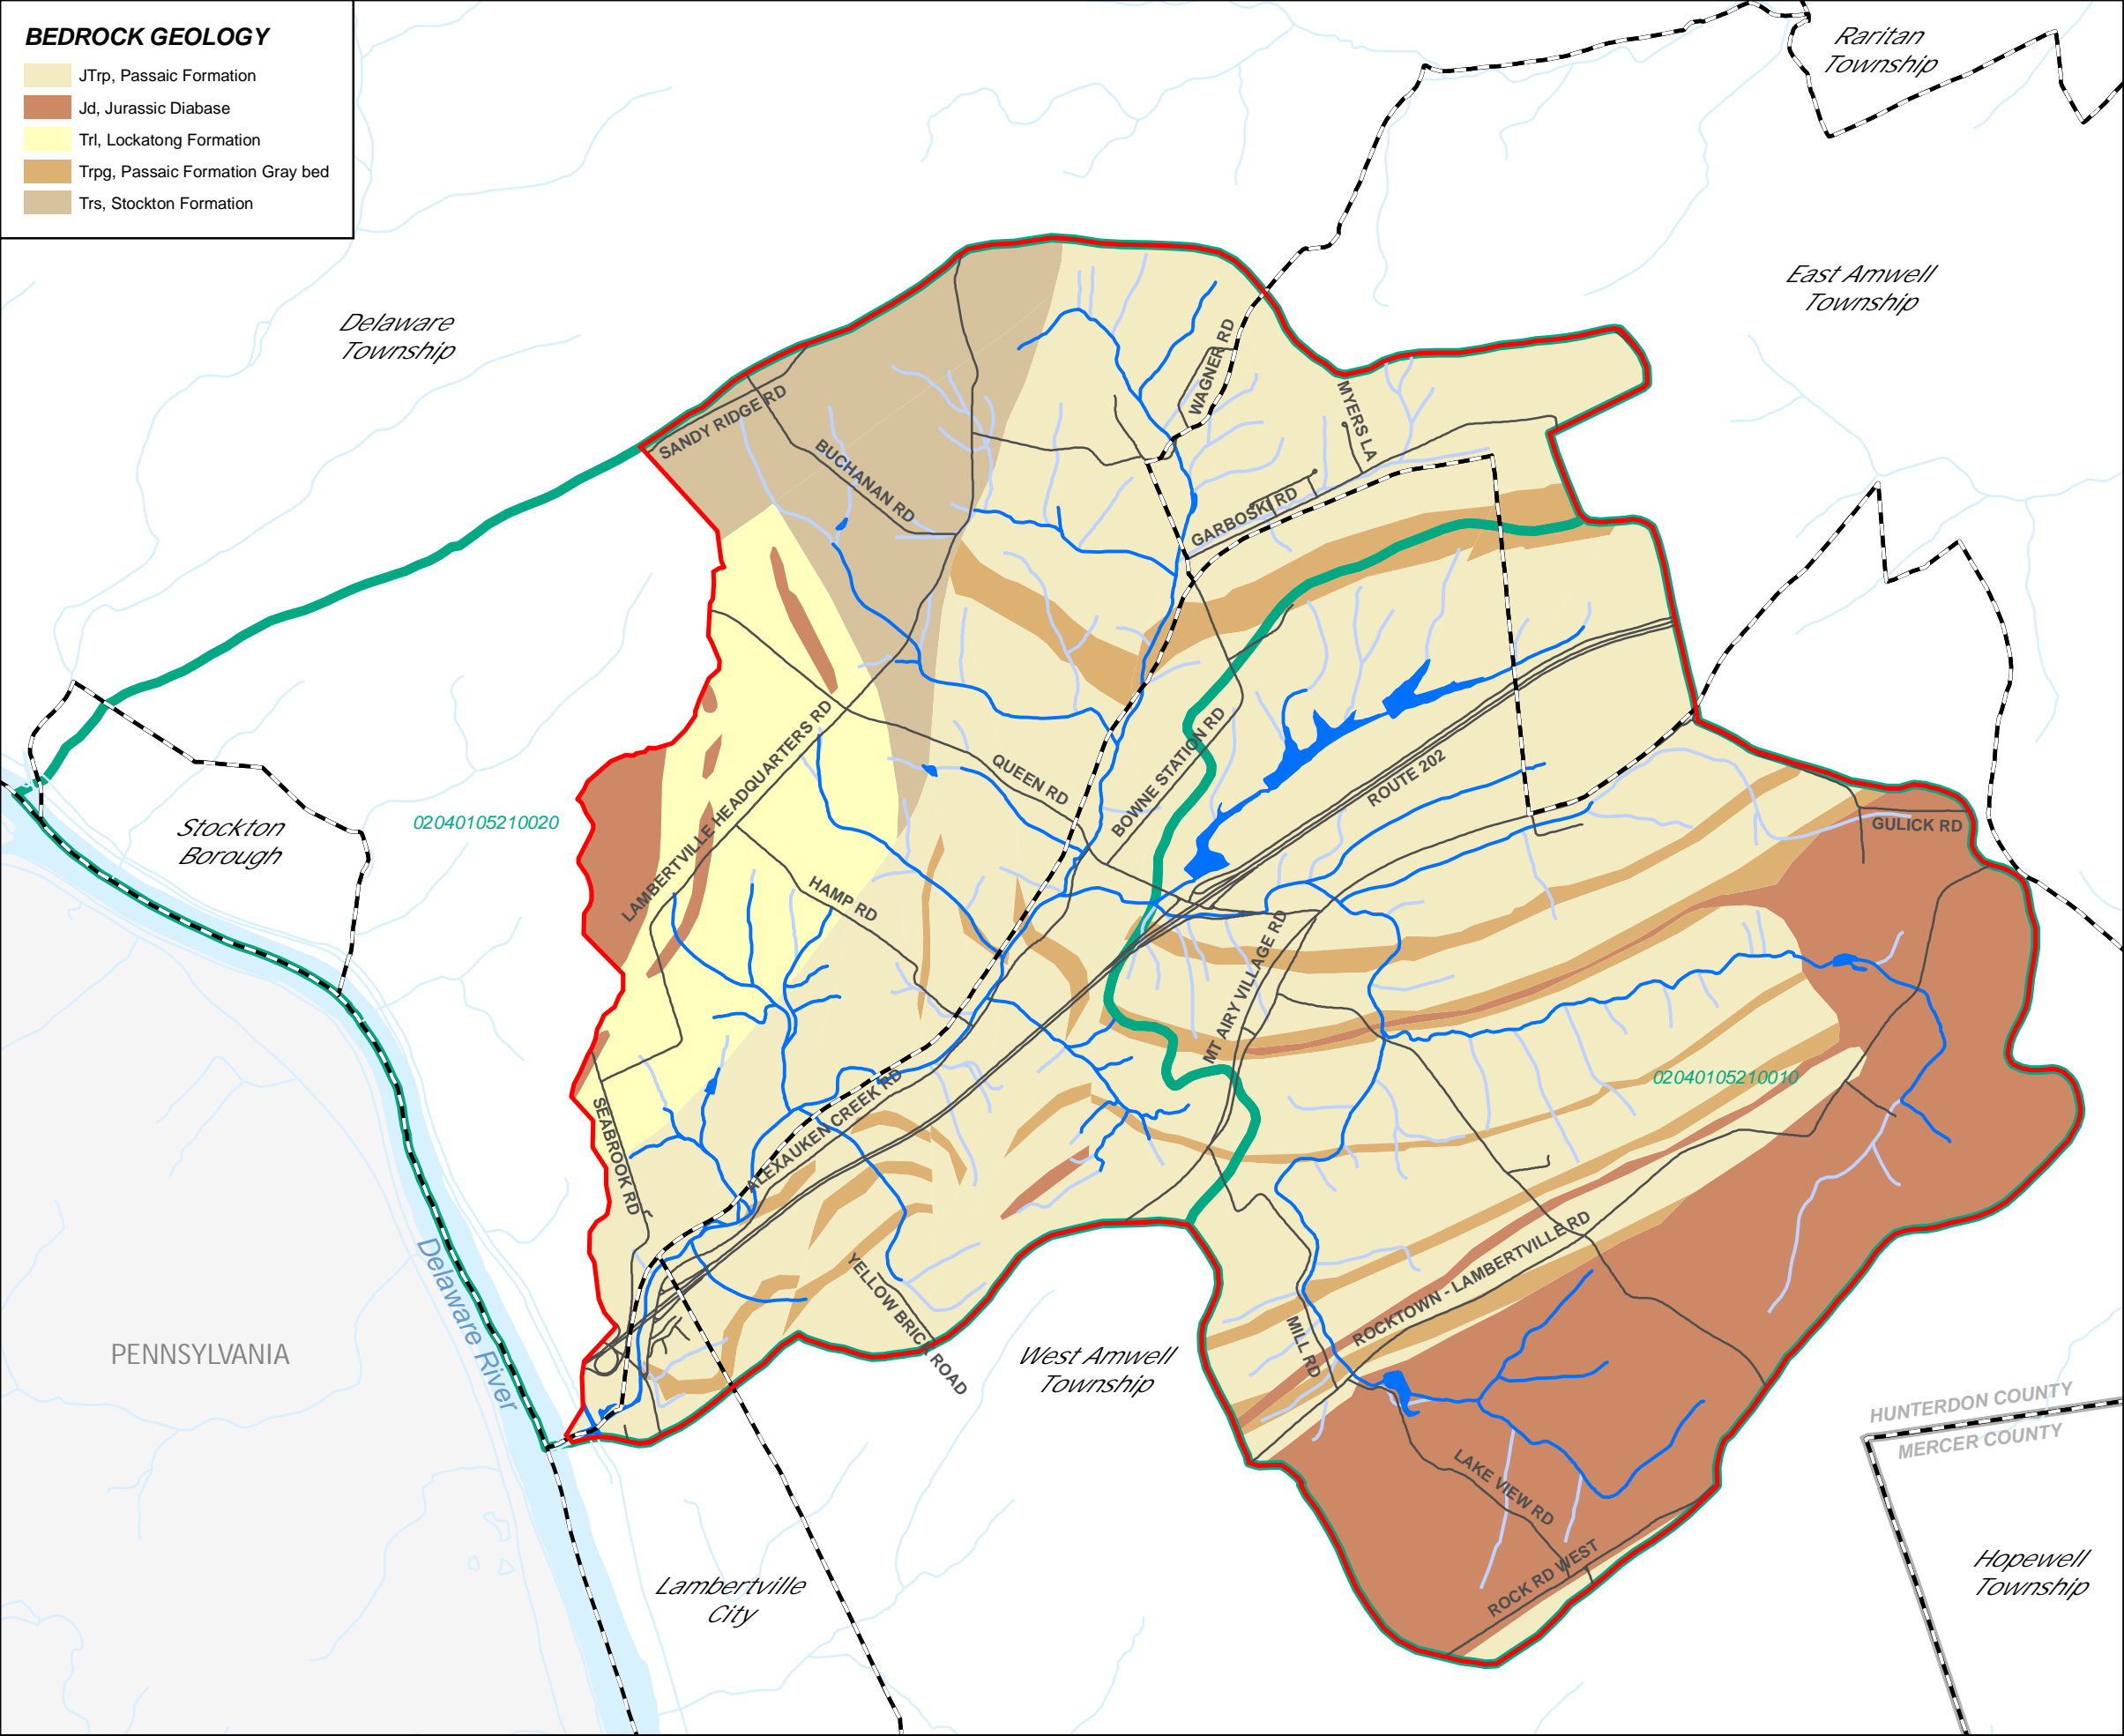 BEDROCK GEOLOGY
JTrp, Passaic Formation
Jd, Jurassic Diabase
Trl, Lockatong Formation
Trpg, Passaic Formation Gray bed
Trs, Stockton Formation
Raritan
Township
East Amwell
Township
Delaware
Township
WAGNER RD
MYERS LA
SANDY RIDGE RD
BUCHANAN RD
GARBOSKI RD
LAMBERTVILLE HEADQUARTERS RD
QUEEN RD
BOWNE STATION RD
ROUTE 202
Stockton
Borough
02040105210020
GULICK RD
HAMP RD
MT AIRY VILLAGE RD
02040105210010
SEABROOK RD
ALEXAUKEN CREEK RD
Delaware River
YELLOW BRICK ROAD
ROCKTOWN - LAMBERTVILLE RD
MILL RD
PENNSYLVANIA
West Amwell
Township
HUNTERDON COUNTY
MERCER COUNTY
LAKE VIEW RD
ROCK RD WEST
Lambertville
City
Hopewell
Township